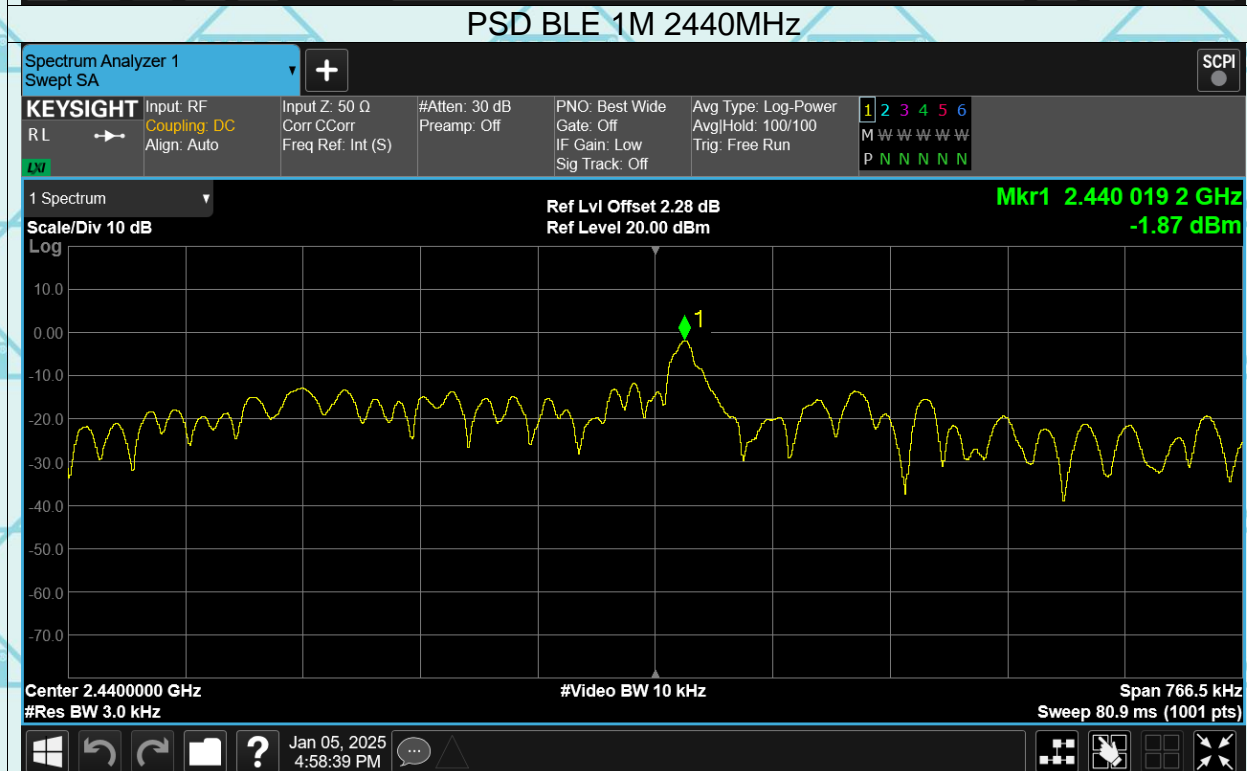 PSD BLE 1M 2440MHz
Spectrum Analyzer 1
Swept SA
+
SCPI
KEYSIGHT
RL
LXI
Input: RF
Coupling: DC
Align: Auto
Input Z: 50 Ω
Corr CCorr
Freq Ref: Int (S)
#Atten: 30 dB
Preamp: Off
PNO: Best Wide
Gate: Off
IF Gain: Low
Sig Track: Off
Avg Type: Log-Power
Avg|Hold: 100/100
Trig: Free Run
1 2 3 4 5 6
M W W W W W
P N N N N N
1 Spectrum
Scale/Div 10 dB
Ref Lvl Offset 2.28 dB
Ref Level 20.00 dBm
Mkr1 2.440 019 2 GHz
-1.87 dBm
Log
10.0
0.00
-10.0
-20.0
-30.0
-40.0
-50.0
-60.0
-70.0
1
Center 2.4400000 GHz
#Res BW 3.0 kHz
#Video BW 10 kHz
Span 766.5 kHz
Sweep 80.9 ms (1001 pts)
?
Jan 05, 2025
4:58:39 PM